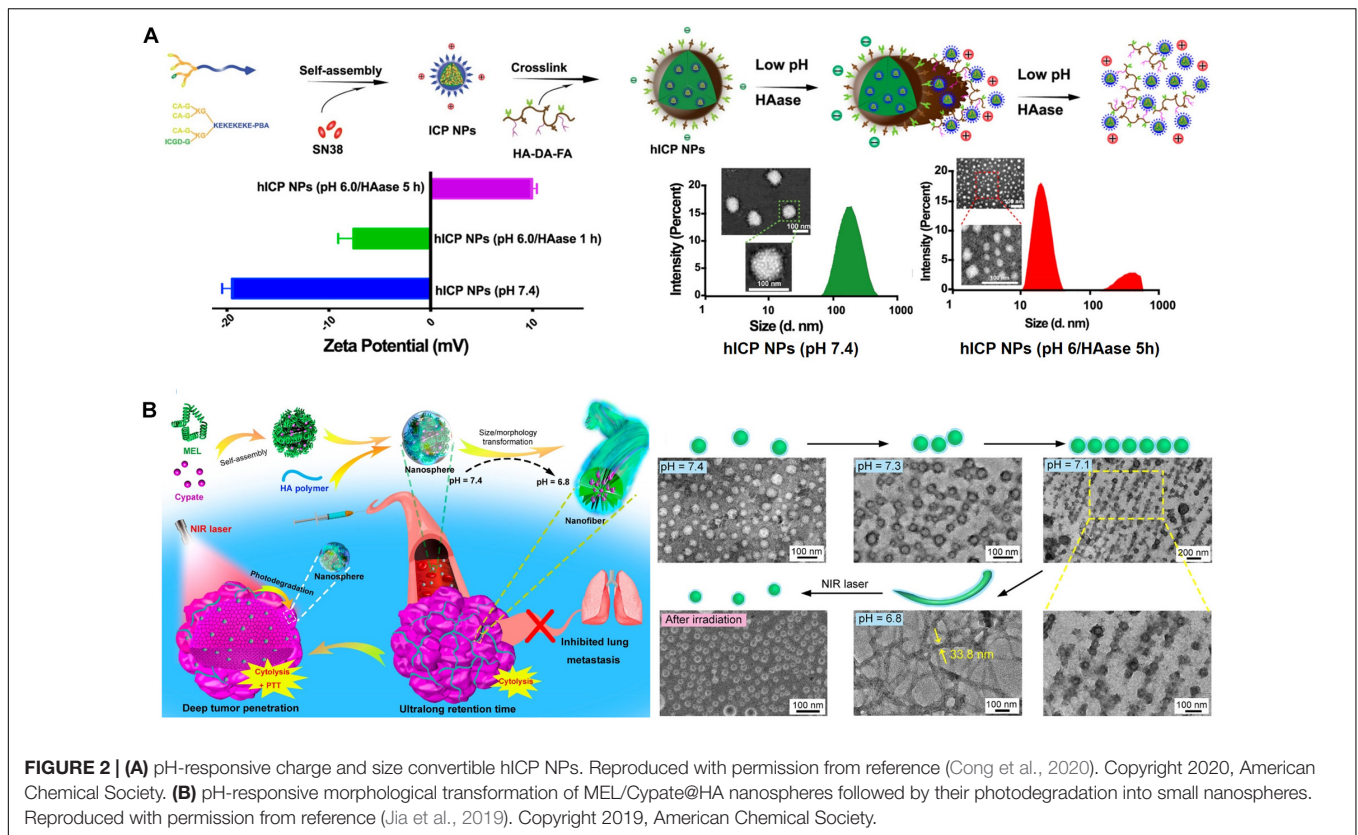 A
Self-assembly
Crosslink
Low pH
HAase
Low pH
HAase
CA-G
CA-G
KG
KEKEKEKE-PBA
CA-G
ICGD-G
KG
SN38
ICP NPs
HA-DA-FA
hICP NPs
hICP NPs (pH 6.0/HAase 5 h)
hICP NPs (pH 6.0/HAase 1 h)
hICP NPs (pH 7.4)
-20
-10
0
10
Zeta Potential (mV)
Intensity (Percent)
20
15
10
5
0
100 nm
100 nm
1
10
100
1000
Size (d. nm)
hICP NPs (pH 7.4)
Intensity (Percent)
20
15
10
5
0
100 nm
100 nm
1
10
100
1000
Size (d. nm)
hICP NPs (pH 6/HAase 5h)
B
MEL
Cypate
Self-assembly
HA polymer
Nanosphere
Size/morphology
transformation
pH = 7.4
pH = 6.8
Nanofiber
NIR laser
Photodegradation
Nanosphere
Cytolysis
+ PTT
Deep tumor penetration
Cytolysis
Ultralong retention time
Inhibited lung
metastasis
pH = 7.4
100 nm
pH = 7.3
100 nm
pH = 7.1
200 nm
NIR laser
After irradiation
100 nm
pH = 6.8
33.8 nm
100 nm
100 nm
FIGURE 2 | (A) pH-responsive charge and size convertible hICP NPs. Reproduced with permission from reference (Cong et al., 2020). Copyright 2020, American
Chemical Society. (B) pH-responsive morphological transformation of MEL/Cypate@HA nanospheres followed by their photodegradation into small nanospheres.
Reproduced with permission from reference (Jia et al., 2019). Copyright 2019, American Chemical Society.